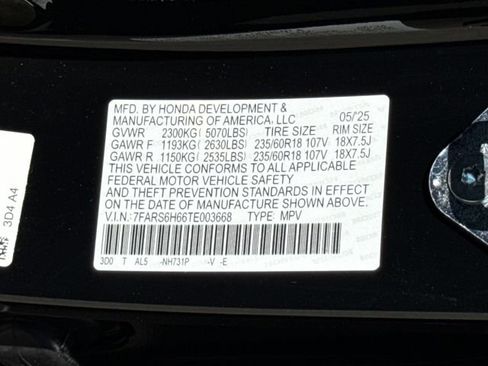 MFD. BY HONDA DEVELOPMENT &
MANUFACTURING OF AMERICA, LLC 05/25
GVWR 2300KG( 5070LBS) TIRE SIZE RIM SIZE
GAWR F 1193KG( 2630LBS) 235/60R18 107V 18X7.5J
GAWR R 1150KG( 2535LBS) 235/60R18 107V 18X7.5J
THIS VEHICLE CONFORMS TO ALL APPLICABLE
FEDERAL MOTOR VEHICLE SAFETY
AND THEFT PREVENTION STANDARDS IN EFFECT
ON THE DATE OF MANUFACTURE SHOWN ABOVE.
V.I.N.: 7FARS6H66TE003668 TYPE: MPV
3D0 T AL5 -NH731P -V -E
3D4 A4